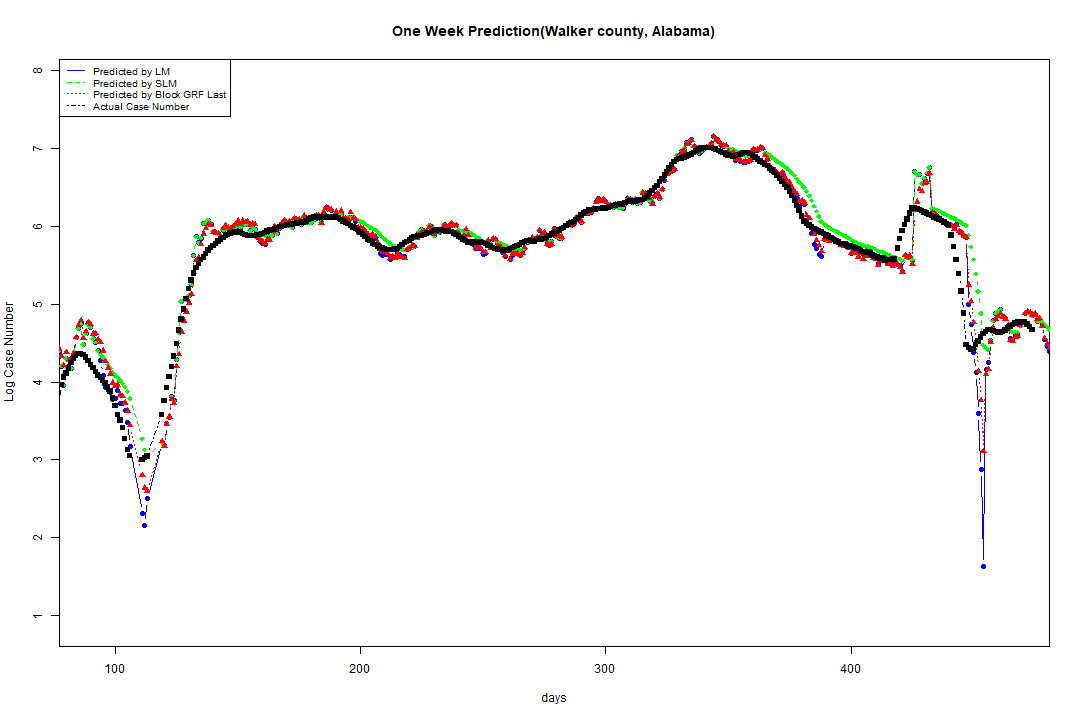 One Week Prediction(Walker county, Alabama)
Predicted by LM
Predicted by SLM
Predicted by Block GRF Last
Actual Case Number
8
7
6
5
4
3
2
1
Log Case Number
100 200 300 400
days